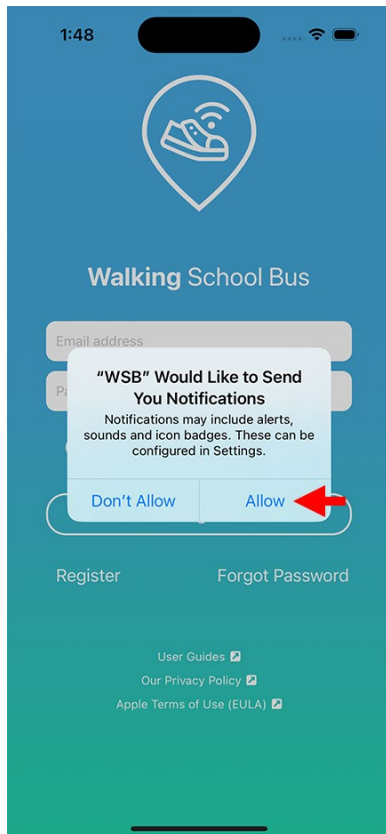 1:48
Walking School Bus
Email address
"WSB" Would Like to Send
You Notifications
Notifications may include alerts,
sounds and icon badges. These can be
configured in Settings.
Don't Allow
Allow
Register
Forgot Password
User Guides
Our Privacy Policy
Apple Terms of Use (EULA)